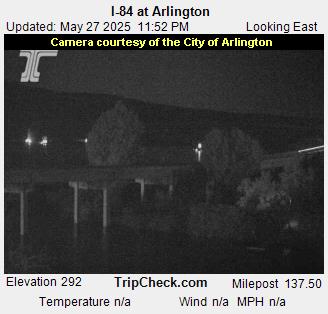 I-84 at Arlington
Updated: May 27 2025 11:52 PM Looking East
Camera courtesy of the City of Arlington
Elevation 292 TripCheck.com Milepost 137.50
Temperature n/a Wind n/a MPH n/a